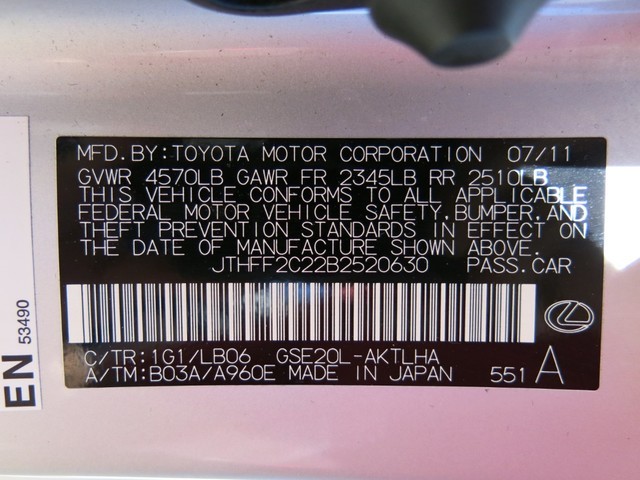 MFD.BY:TOYOTA MOTOR CORPORATION 07/11
GVWR 4570LB GAWR FR 2345LB RR 2510LB
THIS VEHICLE CONFORMS TO ALL APPLICABLE
FEDERAL MOTOR VEHICLE SAFETY,BUMPER,AND
THEFT PREVENTION STANDARDS IN EFFECT ON
THE DATE OF MANUFACTURE SHOWN ABOVE.
JTHFF2C22B2520630 PASS.CAR
C/TR:1G1/LB06 GSE20L-AKTLHA
A/TM:B03A/A960E MADE IN JAPAN 551 A
EN 53490